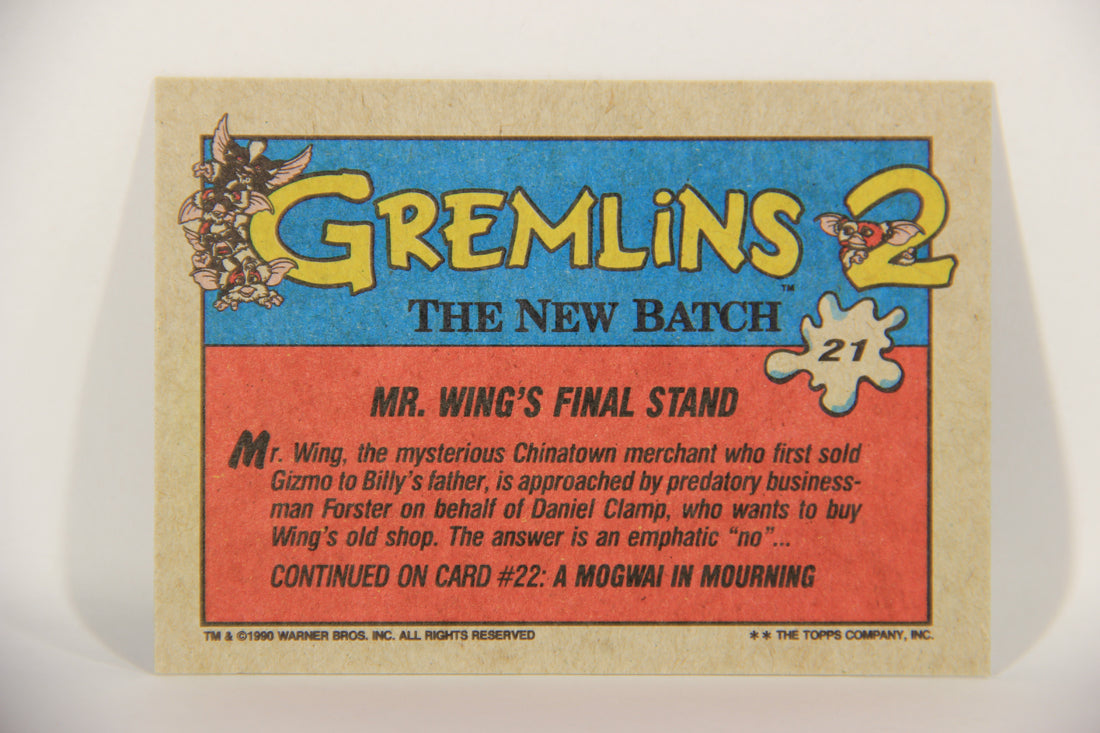 GREMLiNS 2
™
THE NEW BATCH
21
MR. WING'S FINAL STAND
Mr. Wing, the mysterious Chinatown merchant who first sold
Gizmo to Billy's father, is approached by predatory business-
man Forster on behalf of Daniel Clamp, who wants to buy
Wing's old shop. The answer is an emphatic “no”...
CONTINUED ON CARD #22: A MOGWAI IN MOURNING
TM & ©1990 WARNER BROS. INC. ALL RIGHTS RESERVED
** THE TOPPS COMPANY, INC.